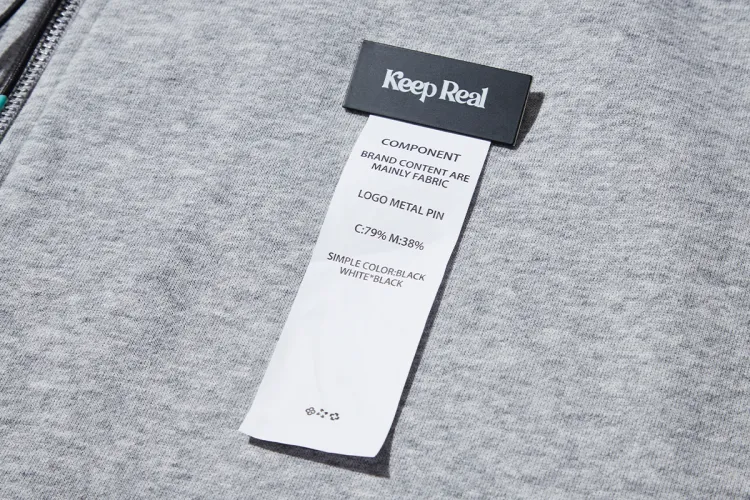 Keep Real
COMPONENT
BRAND CONTENT ARE
MAINLY FABRIC
LOGO METAL PIN
C:79% M:38%
SIMPLE COLOR:BLACK
WHITE*BLACK